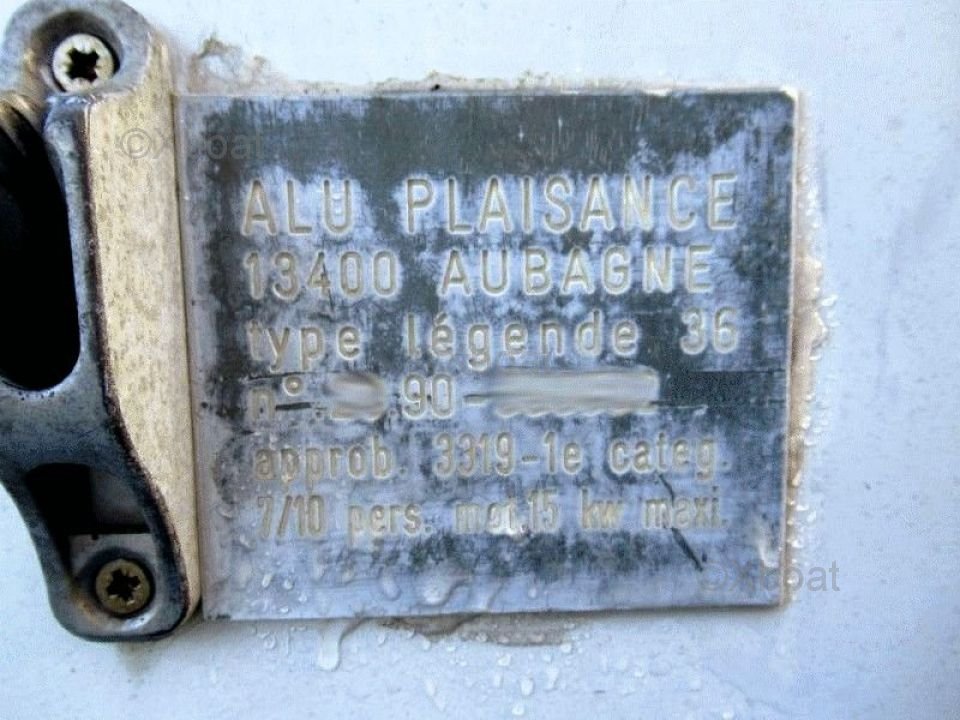 ALU PLAISANCE
13400 AUBAGNE
type légende 36
n° 90
approb. 3319-1e categ.
7/10 pers. mot.15 kw maxi.